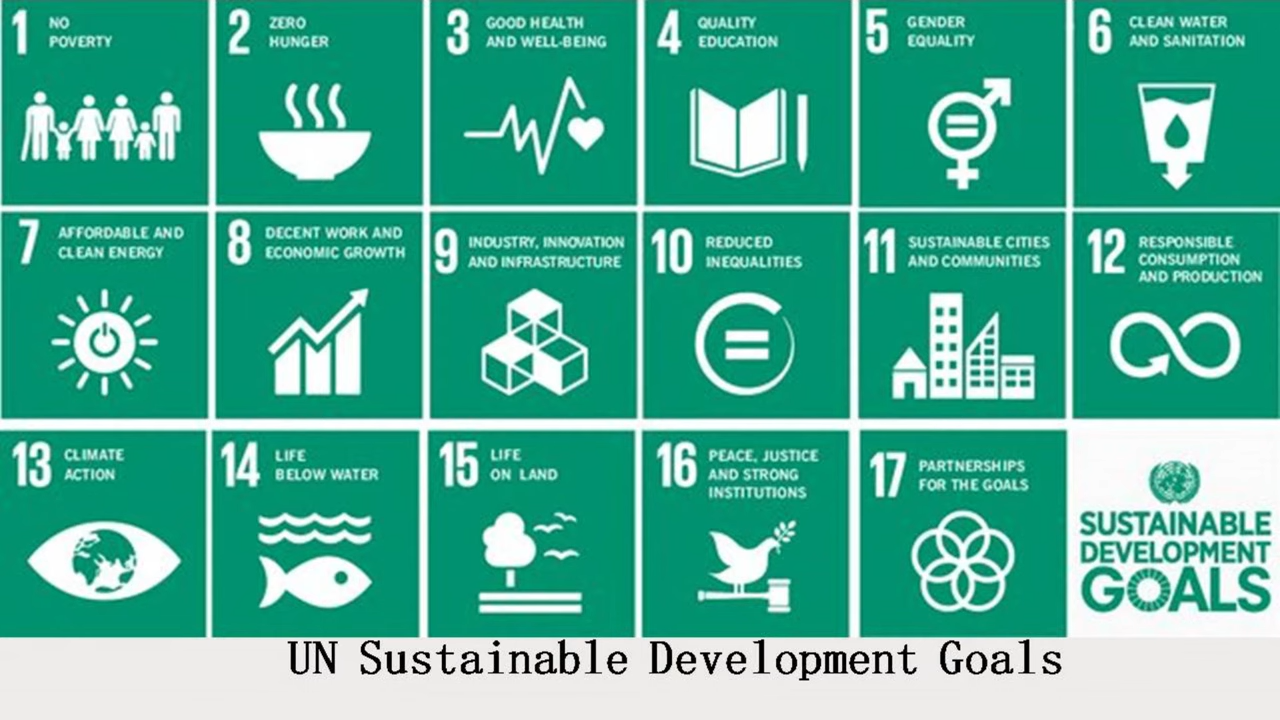 1 NO
POVERTY
2 ZERO
HUNGER
3 GOOD HEALTH
AND WELL-BEING
4 QUALITY
EDUCATION
5 GENDER
EQUALITY
6 CLEAN WATER
AND SANITATION
7 AFFORDABLE AND
CLEAN ENERGY
8 DECENT WORK AND
ECONOMIC GROWTH
9 INDUSTRY, INNOVATION
AND INFRASTRUCTURE
10 REDUCED
INEQUALITIES
11 SUSTAINABLE CITIES
AND COMMUNITIES
12 RESPONSIBLE
CONSUMPTION
AND PRODUCTION
13 CLIMATE
ACTION
14 LIFE
BELOW WATER
15 LIFE
ON LAND
16 PEACE, JUSTICE
AND STRONG
INSTITUTIONS
17 PARTNERSHIPS
FOR THE GOALS
SUSTAINABLE
DEVELOPMENT
GOALS
UN Sustainable Development Goals